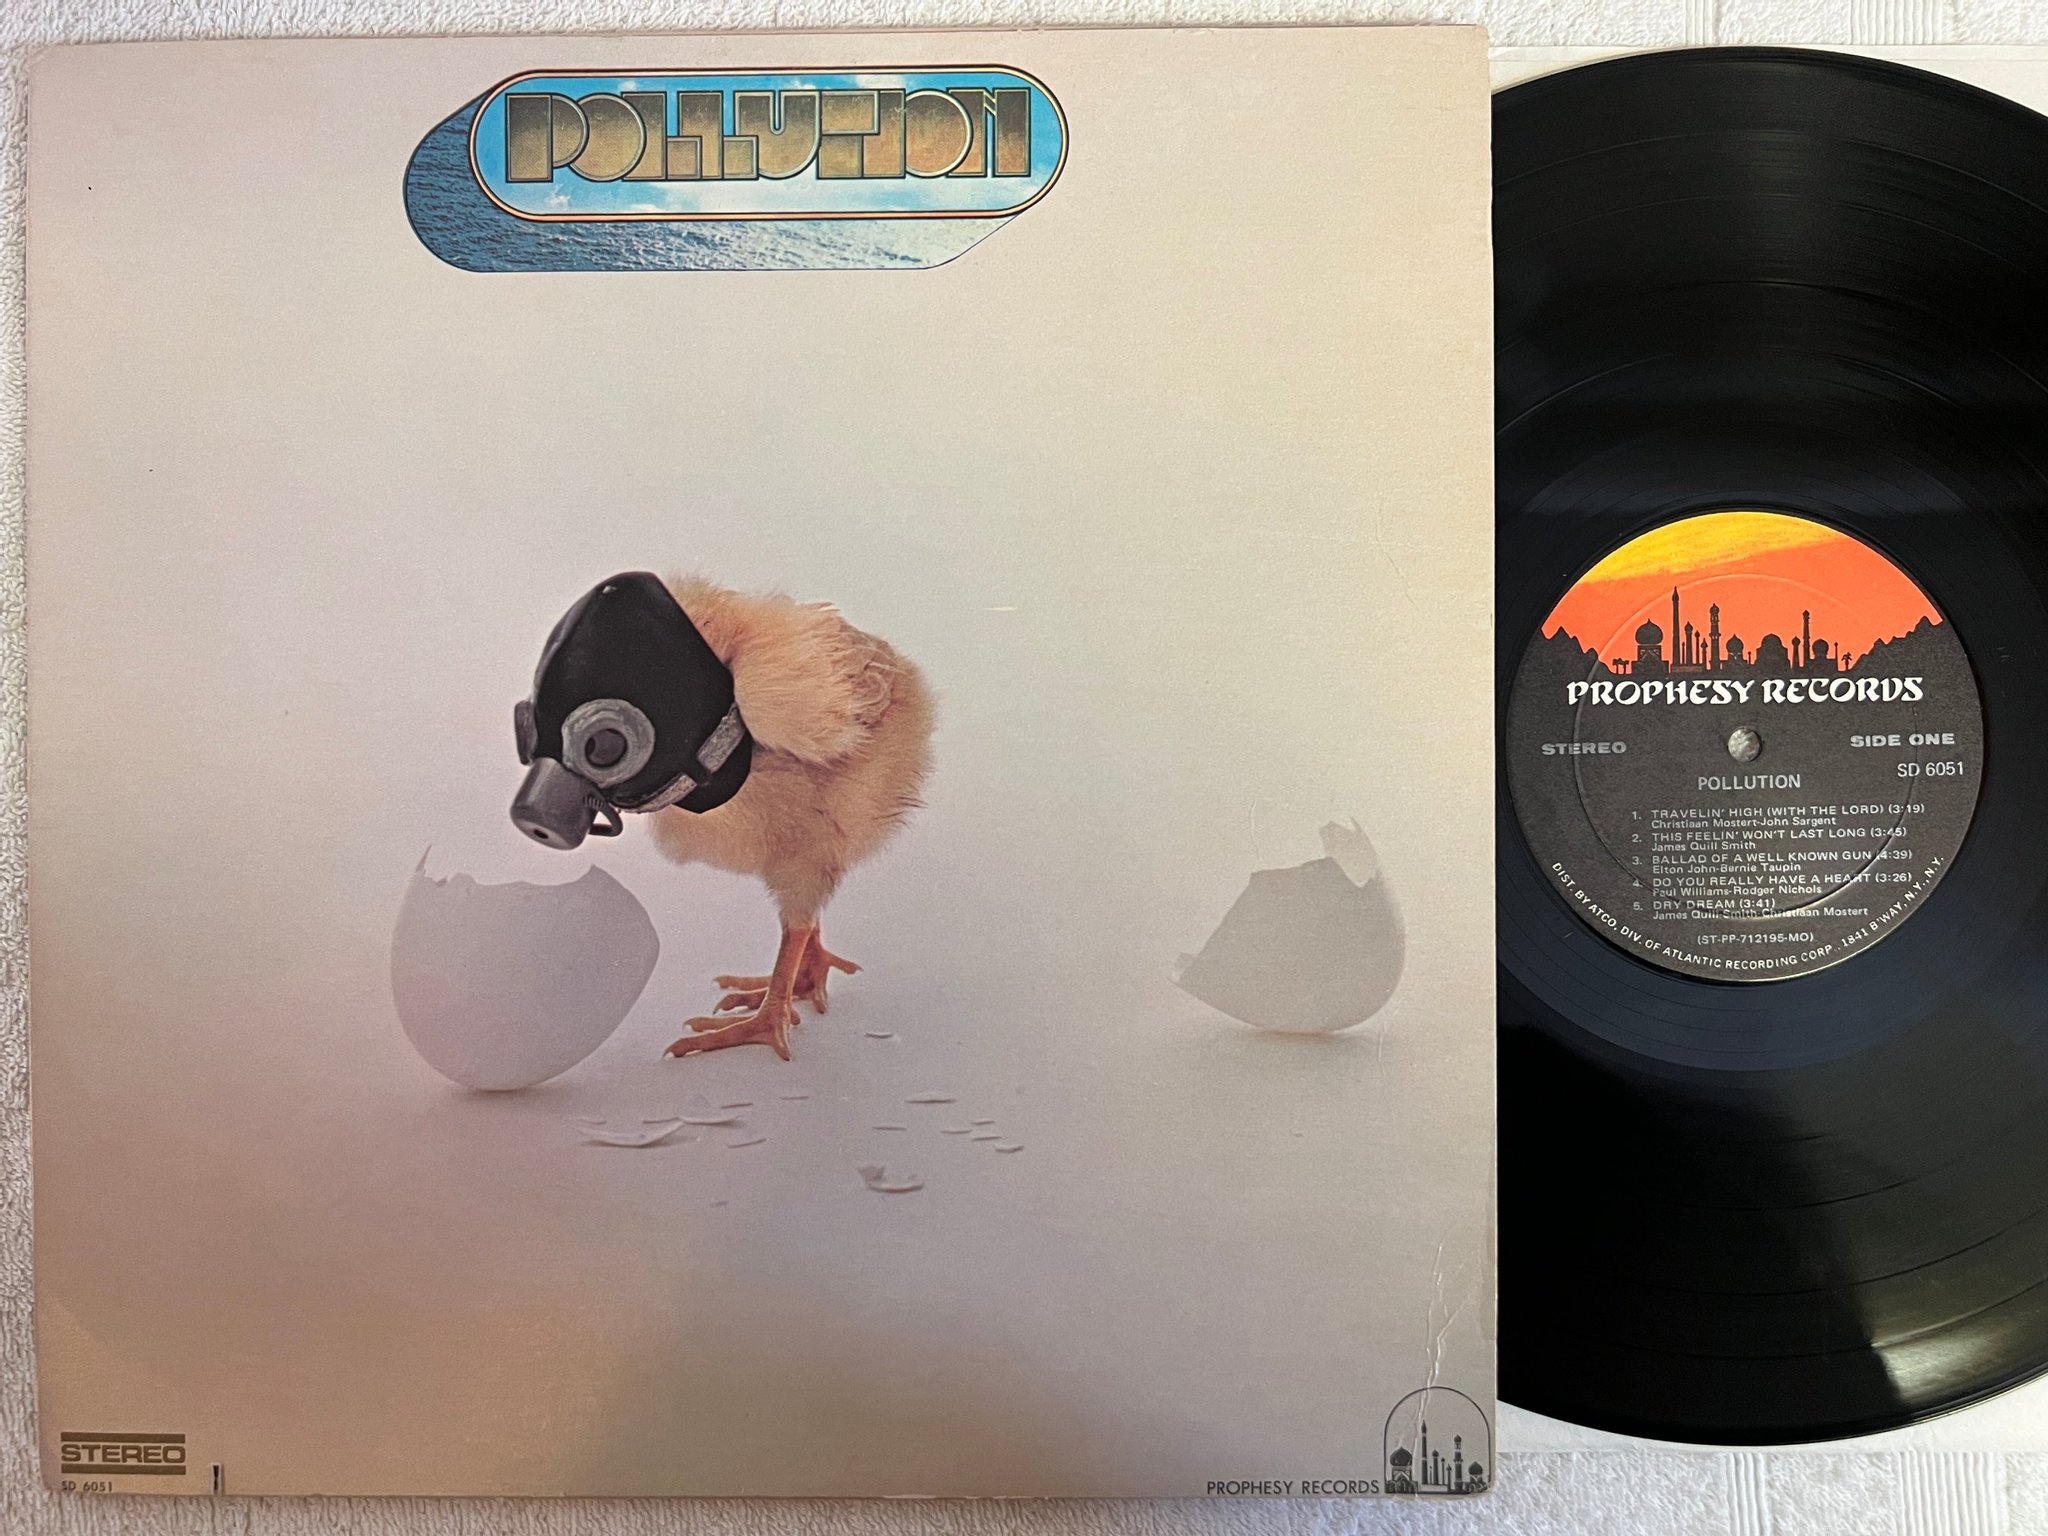 POLLUTION
STEREO
SD 6051
PROPHESY RECORDS
PROPHESY RECORDS
STEREO
SIDE ONE
SD 6051
POLLUTION
1. TRAVELIN' HIGH (WITH THE LORD) (3:19)
Christiaan Mostert-John Sargent
2. THIS FEELIN' WON'T LAST LONG (3:45)
James Quill Smith
3. BALLAD OF A WELL KNOWN GUN (4:39)
Elton John-Bernie Taupin
4. DO YOU REALLY HAVE A HEART (3:26)
Paul Williams-Rodger Nichols
5. DRY DREAM (3:41)
James Quill Smith-Christiaan Mostert
(ST-PP-712195-MO)
DIST. BY ATCO, DIV. OF ATLANTIC RECORDING CORP., 1841 B'WAY, N.Y., N.Y.